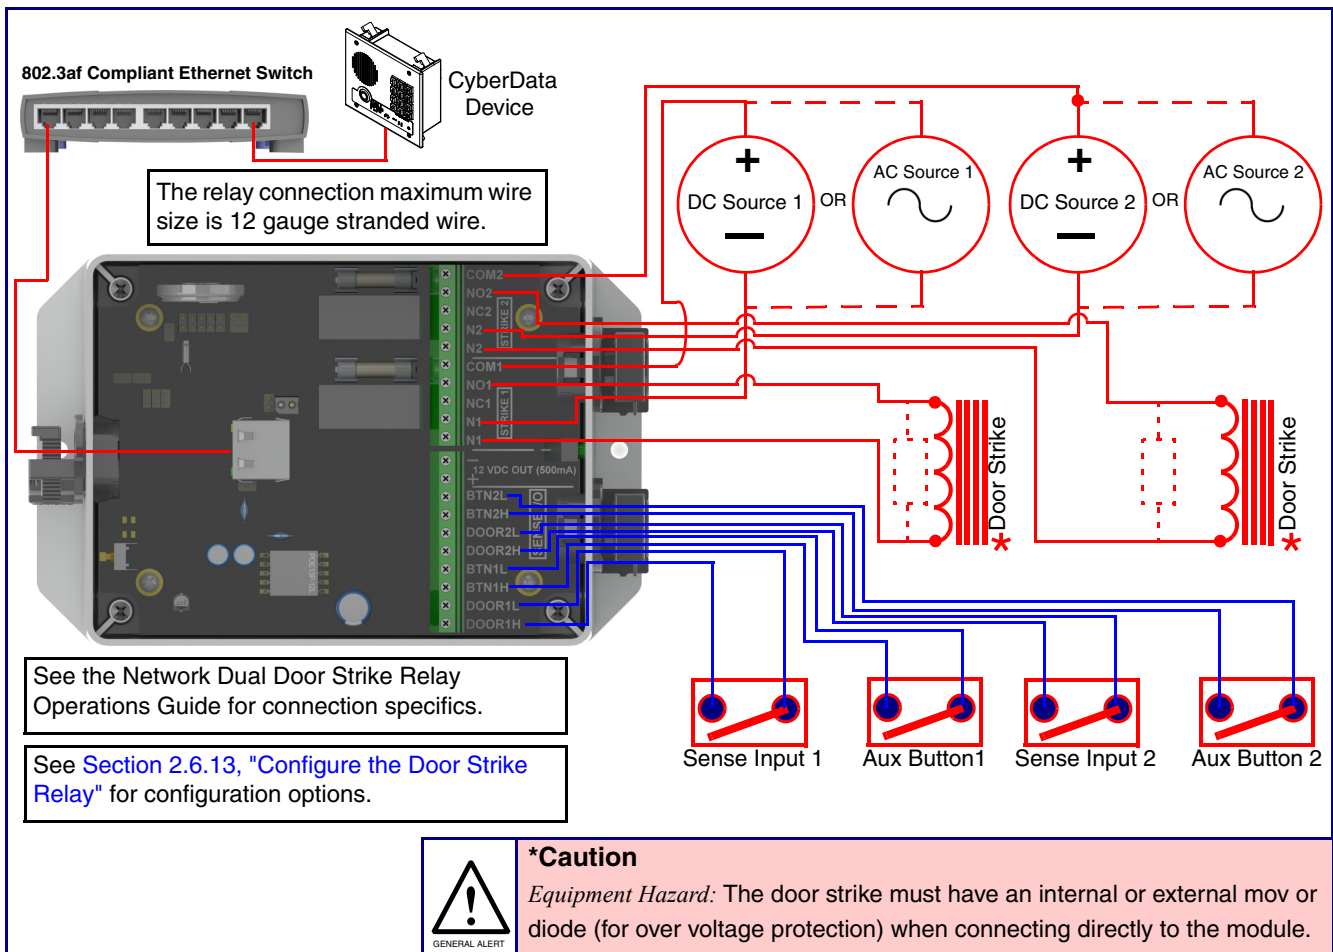 802.3af Compliant Ethernet Switch
CyberData
Device
The relay connection maximum wire
size is 12 gauge stranded wire.
+
DC Source 1
OR
AC Source 1
+
DC Source 2
OR
AC Source 2
COM2
NO2
NC2
N2
N2
STRIKE 2
COM1
NO1
NC1
N1
N1
STRIKE 1
−
+
12 VDC OUT (500mA)
BTN2L
BTN2H
DOOR2L
DOOR2H
BTN1L
BTN1H
DOOR1L
DOOR1H
*Door Strike
*Door Strike
Sense Input 1
Aux Button1
Sense Input 2
Aux Button 2
See the Network Dual Door Strike Relay
Operations Guide for connection specifics.
See Section 2.6.13, "Configure the Door Strike
Relay" for configuration options.
GENERAL ALERT
*Caution
Equipment Hazard: The door strike must have an internal or external mov or
diode (for over voltage protection) when connecting directly to the module.